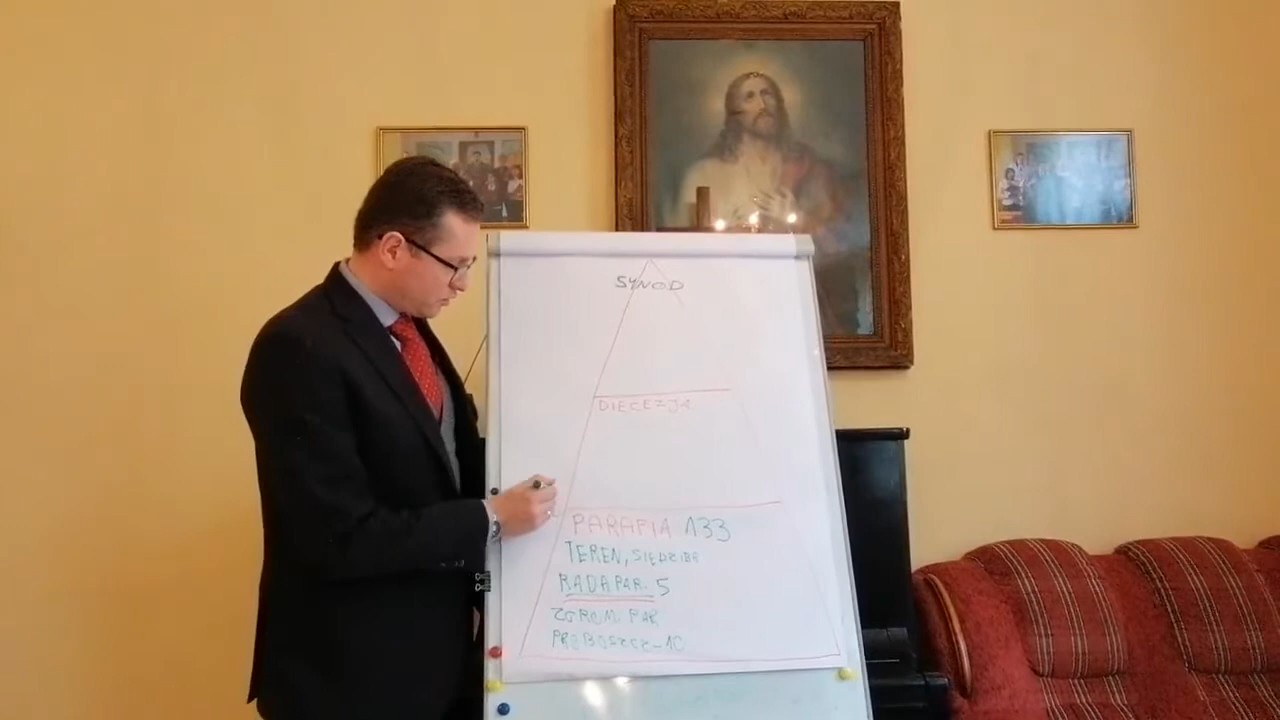 SYNOD
DIECEZJA
PARAFIA 133
TEREN, SIEDZIBA
RADA PAR. 5
ZGROM. PAR
PROBOSZCZ - 10